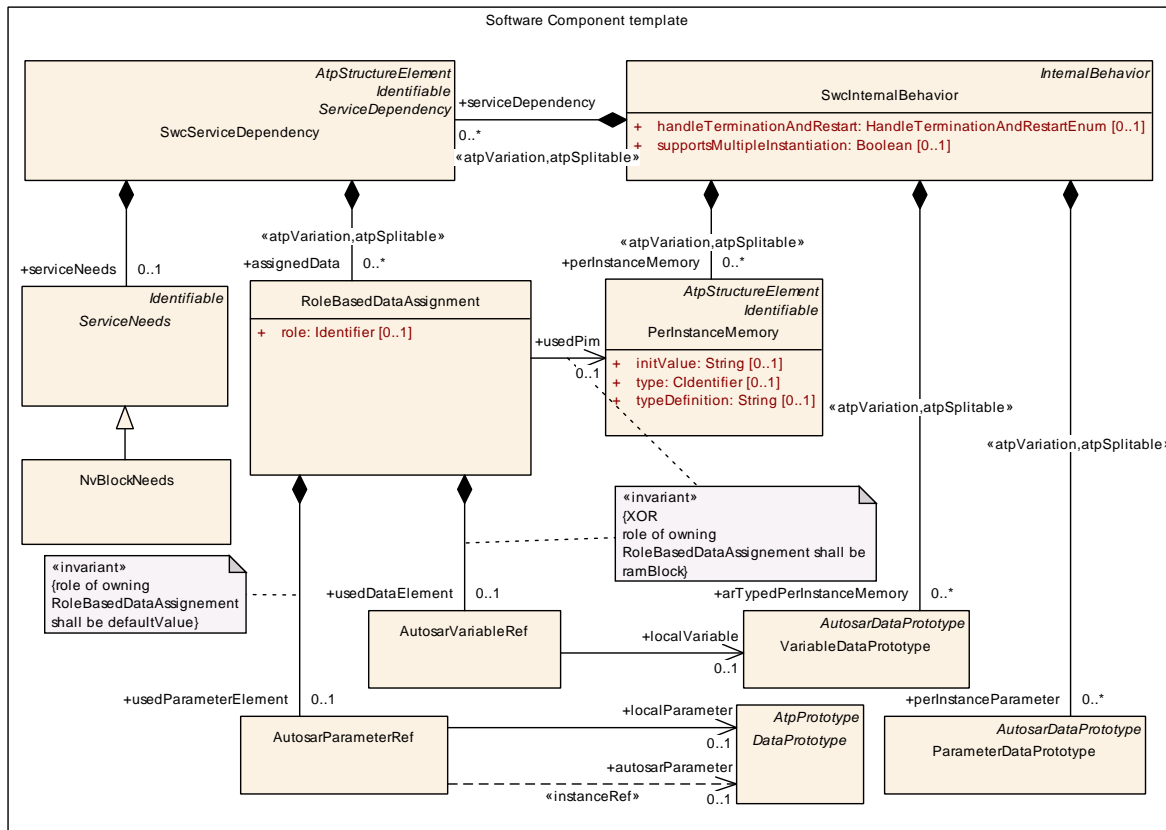 Software Component template
AtpStructureElement
Identifiable
ServiceDependency
SwcServiceDependency
+serviceDependency
0..*
«atpVariation,atpSplitable»
InternalBehavior
SwcInternalBehavior
+ handleTerminationAndRestart: HandleTerminationAndRestartEnum [0..1]
+ supportsMultipleInstantiation: Boolean [0..1]
«atpVariation,atpSplitable»
+serviceNeeds 0..1
+assignedData 0..*
«atpVariation,atpSplitable»
+perInstanceMemory 0..*
Identifiable
ServiceNeeds
RoleBasedDataAssignment
+ role: Identifier [0..1]
+usedPim
0..1
AtpStructureElement
Identifiable
PerInstanceMemory
+ initValue: String [0..1]
+ type: CIdentifier [0..1]
+ typeDefinition: String [0..1]
«atpVariation,atpSplitable»
«atpVariation,atpSplitable»
NvBlockNeeds
«invariant»
{XOR
role of owning
RoleBasedDataAssignement shall be
ramBlock}
«invariant»
{role of owning
RoleBasedDataAssignement
shall be defaultValue}
+usedDataElement 0..1
+arTypedPerInstanceMemory 0..*
AutosarVariableRef
+localVariable
0..1
AutosarDataPrototype
VariableDataPrototype
+usedParameterElement 0..1
+perInstanceParameter 0..*
AutosarParameterRef
+localParameter
0..1
+autosarParameter
«instanceRef»
0..1
AtpPrototype
DataPrototype
AutosarDataPrototype
ParameterDataPrototype